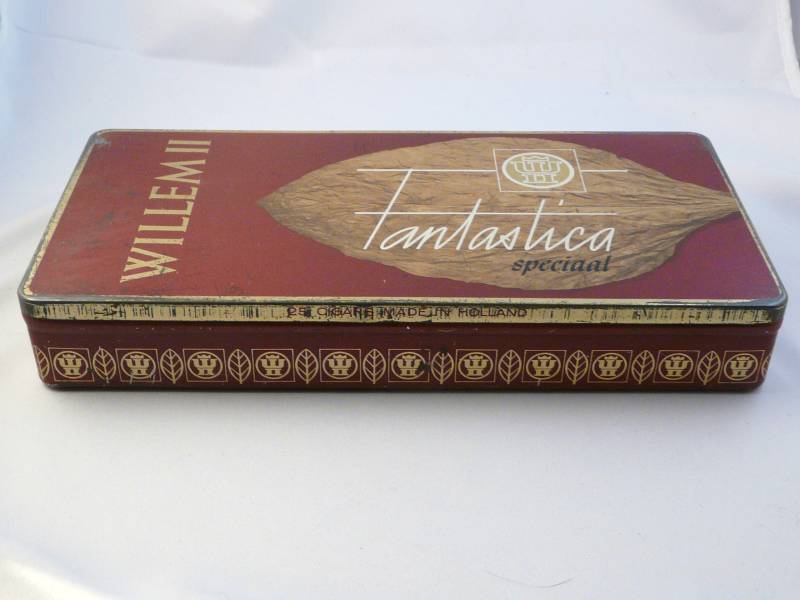 WILLEM II
Fantastica
speciaal
25 CIGARS MADE IN HOLLAND